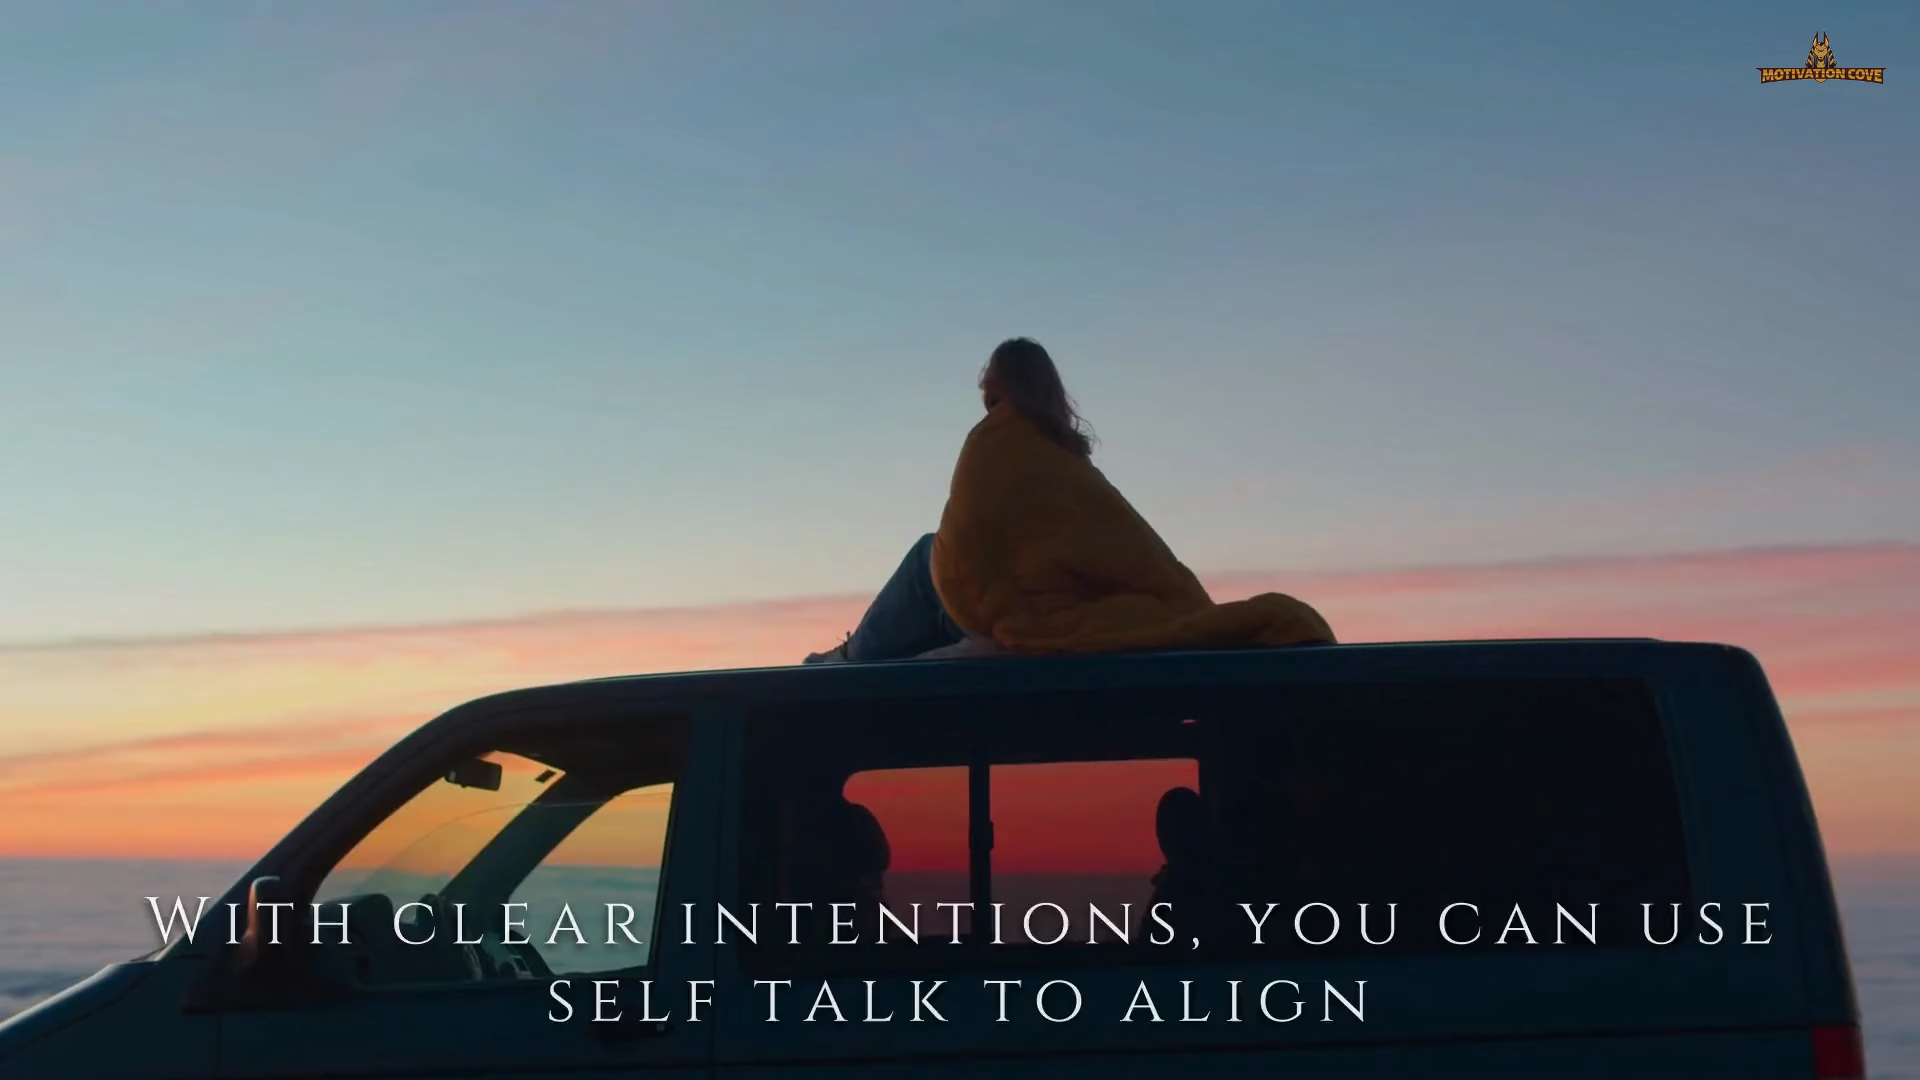 MOTIVATION COVE
WITH CLEAR INTENTIONS, YOU CAN USE
SELF TALK TO ALIGN